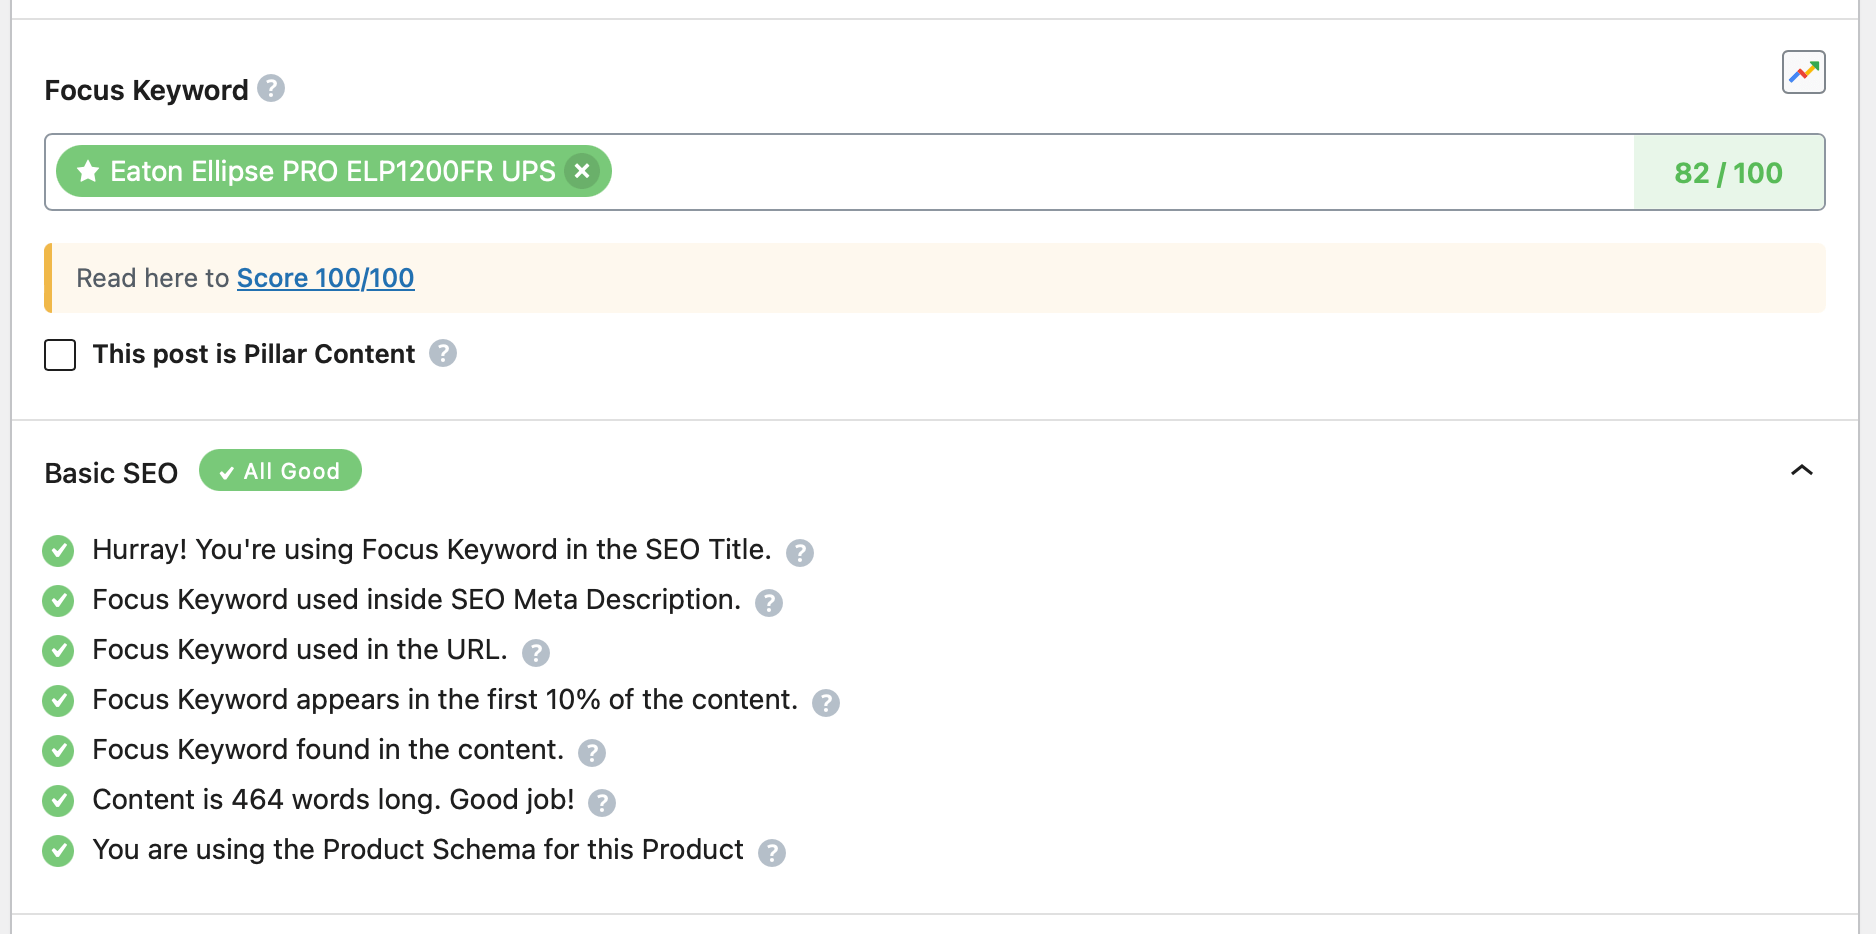 Focus Keyword ?
Eaton Ellipse PRO ELP1200FR UPS
82 / 100
Read here to Score 100/100
This post is Pillar Content ?
Basic SEO All Good
Hurray! You're using Focus Keyword in the SEO Title. ?
Focus Keyword used inside SEO Meta Description. ?
Focus Keyword used in the URL. ?
Focus Keyword appears in the first 10% of the content. ?
Focus Keyword found in the content. ?
Content is 464 words long. Good job! ?
You are using the Product Schema for this Product ?